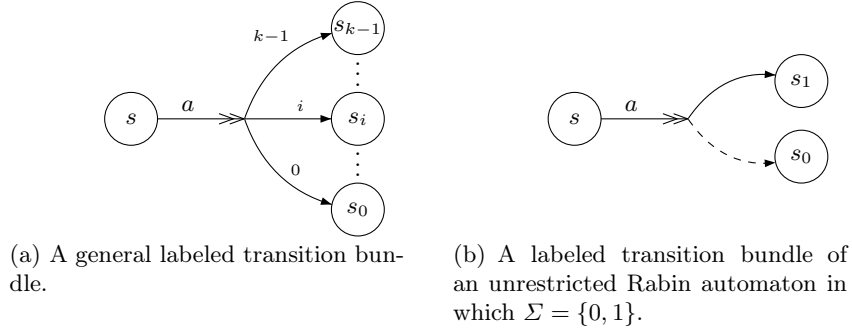 k−1
s_{k−1}
s
a
i
s_i
0
s_0
(a) A general labeled transition bun-
dle.
s
a
s_1
s_0
(b) A labeled transition bundle of
an unrestricted Rabin automaton in
which Σ = {0, 1}.